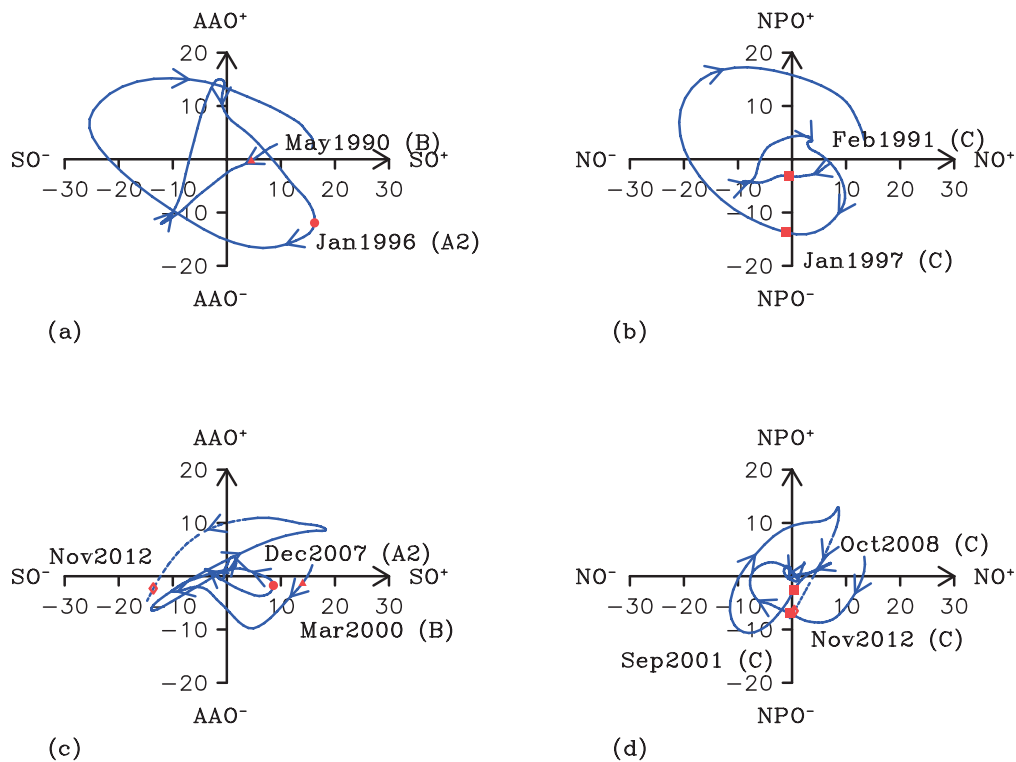 AAO⁺
20
10
May1990 (B)
SO⁻
SO⁺
−30 −20 −10
10 20 30
−10
Jan1996 (A2)
−20
AAO⁻
(a)
NPO⁺
20
10
Feb1991 (C)
NO⁻
NO⁺
−30 −20 −10
10 20 30
−10
Jan1997 (C)
−20
NPO⁻
(b)
AAO⁺
20
10
Nov2012
Dec2007 (A2)
SO⁻
SO⁺
−30 −20 −10
10 20 30
−10
Mar2000 (B)
−20
AAO⁻
(c)
NPO⁺
20
10
Oct2008 (C)
NO⁻
NO⁺
−30 −20 −10
10 20 30
−10
Nov2012 (C)
Sep2001 (C)
−20
NPO⁻
(d)